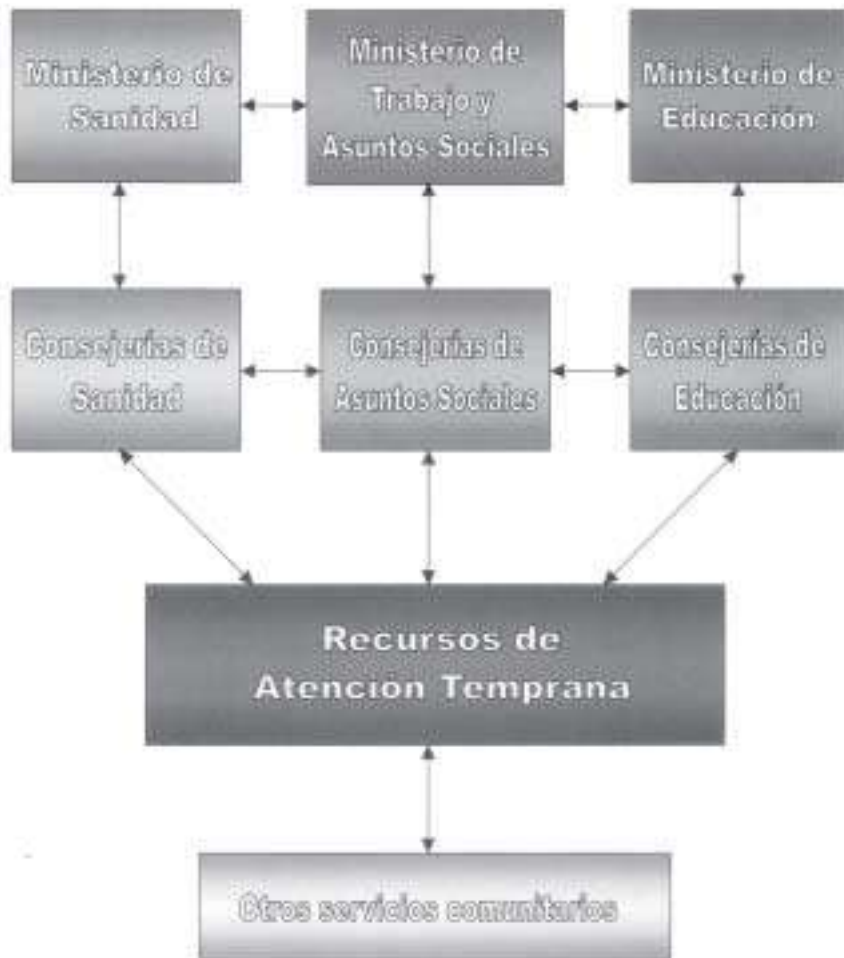 Ministerio de
Sanidad
Ministerio de
Trabajo y
Asuntos Sociales
Ministerio de
Educación
Consejerías de
Sanidad
Consejerías de
Asuntos Sociales
Consejerías de
Educación
Recursos de
Atención Temprana
Otros servicios comunitarios